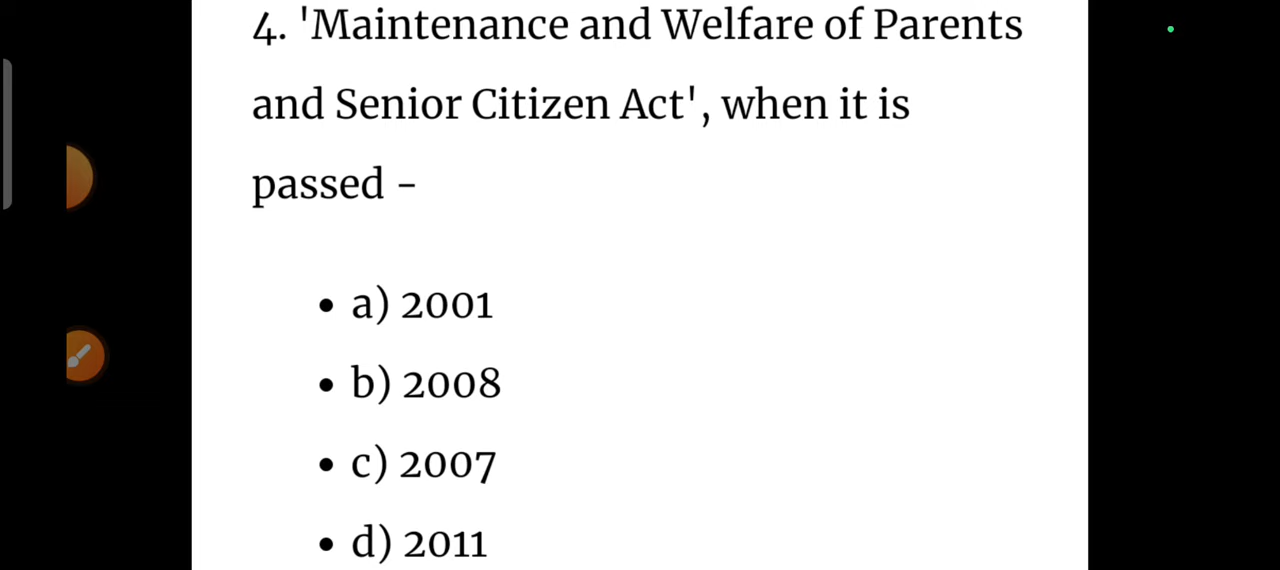 4. 'Maintenance and Welfare of Parents
and Senior Citizen Act', when it is
passed -
• a) 2001
• b) 2008
• c) 2007
• d) 2011